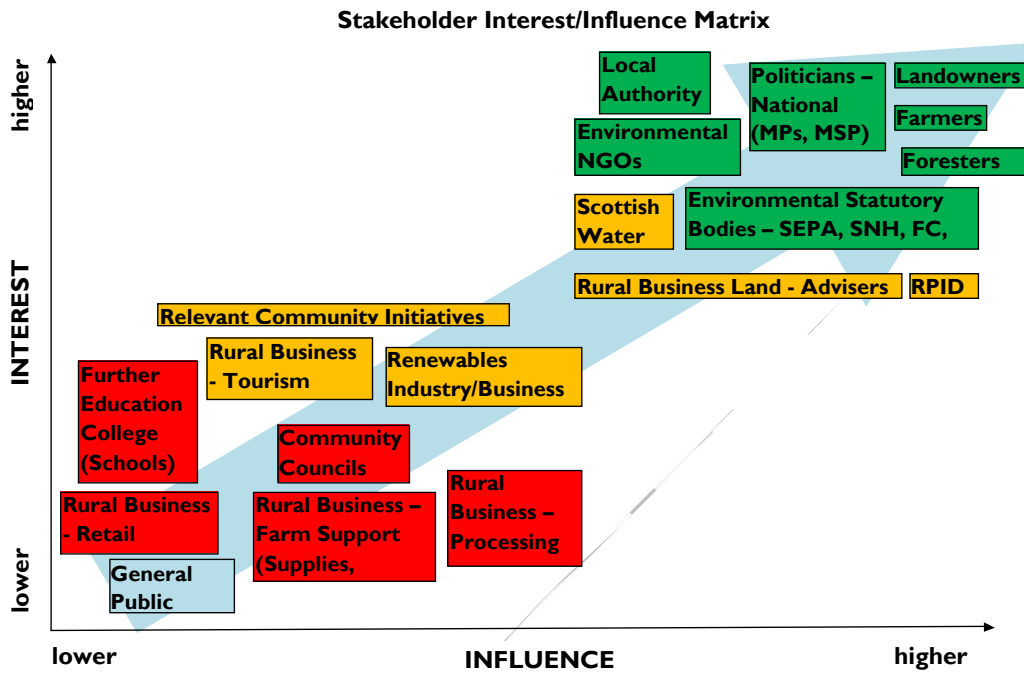 Stakeholder Interest/Influence Matrix
higher
INTEREST
lower
Local
Authority
Politicians –
National
(MPs, MSP)
Landowners
Farmers
Foresters
Environmental
NGOs
Scottish
Water
Environmental Statutory
Bodies – SEPA, SNH, FC,
Rural Business Land - Advisers
RPID
Relevant Community Initiatives
Rural Business
- Tourism
Renewables
Industry/Business
Further
Education
College
(Schools)
Community
Councils
Rural Business
- Retail
Rural Business –
Farm Support
(Supplies,
Rural
Business –
Processing
General
Public
lower
INFLUENCE
higher